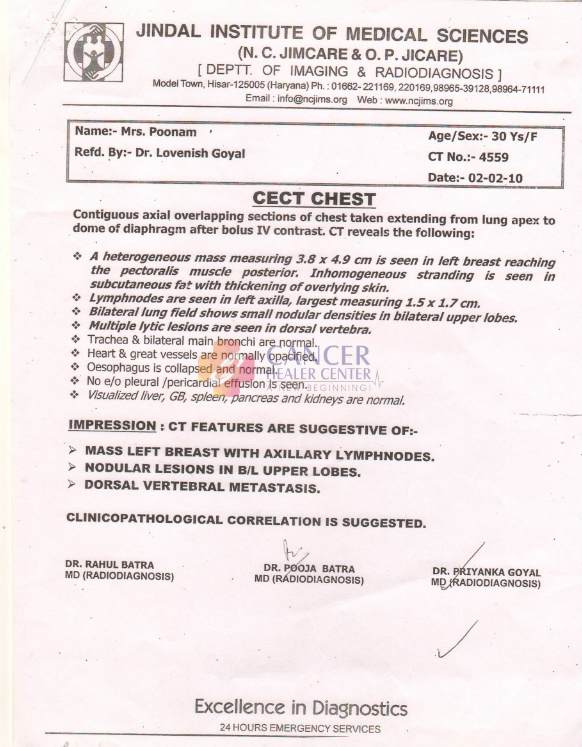 JINDAL INSTITUTE OF MEDICAL SCIENCES
(N. C. JIMCARE & O. P. JICARE)
[ DEPTT. OF IMAGING & RADIODIAGNOSIS ]
Model Town, Hisar-125005 (Haryana) Ph. : 01662- 221169, 220169,98965-39128,98964-71111
Email : info@ncjims.org Web : www.ncjims.org
Name:- Mrs. Poonam
Age/Sex:- 30 Ys/F
Refd. By:- Dr. Lovenish Goyal
CT No.:- 4559
Date:- 02-02-10
CECT CHEST
Contiguous axial overlapping sections of chest taken extending from lung apex to
dome of diaphragm after bolus IV contrast. CT reveals the following:
❖ A heterogeneous mass measuring 3.8 x 4.9 cm is seen in left breast reaching
the pectoralis muscle posterior. Inhomogeneous stranding is seen in
subcutaneous fat with thickening of overlying skin.
❖ Lymphnodes are seen in left axilla, largest measuring 1.5 x 1.7 cm.
❖ Bilateral lung field shows small nodular densities in bilateral upper lobes.
❖ Multiple lytic lesions are seen in dorsal vertebra.
❖ Trachea & bilateral main bronchi are normal.
❖ Heart & great vessels are normally opacified.
❖ Oesophagus is collapsed and normal.
❖ No e/o pleural /pericardial effusion is seen.
❖ Visualized liver, GB, spleen, pancreas and kidneys are normal.
CANCER
HEALER CENTER
A NEW BEGINNING!
IMPRESSION : CT FEATURES ARE SUGGESTIVE OF:-
➢ MASS LEFT BREAST WITH AXILLARY LYMPHNODES.
➢ NODULAR LESIONS IN B/L UPPER LOBES.
➢ DORSAL VERTEBRAL METASTASIS.
CLINICOPATHOLOGICAL CORRELATION IS SUGGESTED.
DR. RAHUL BATRA
MD (RADIODIAGNOSIS)
DR. POOJA BATRA
MD (RADIODIAGNOSIS)
DR. PRIYANKA GOYAL
MD (RADIODIAGNOSIS)
Excellence in Diagnostics
24 HOURS EMERGENCY SERVICES